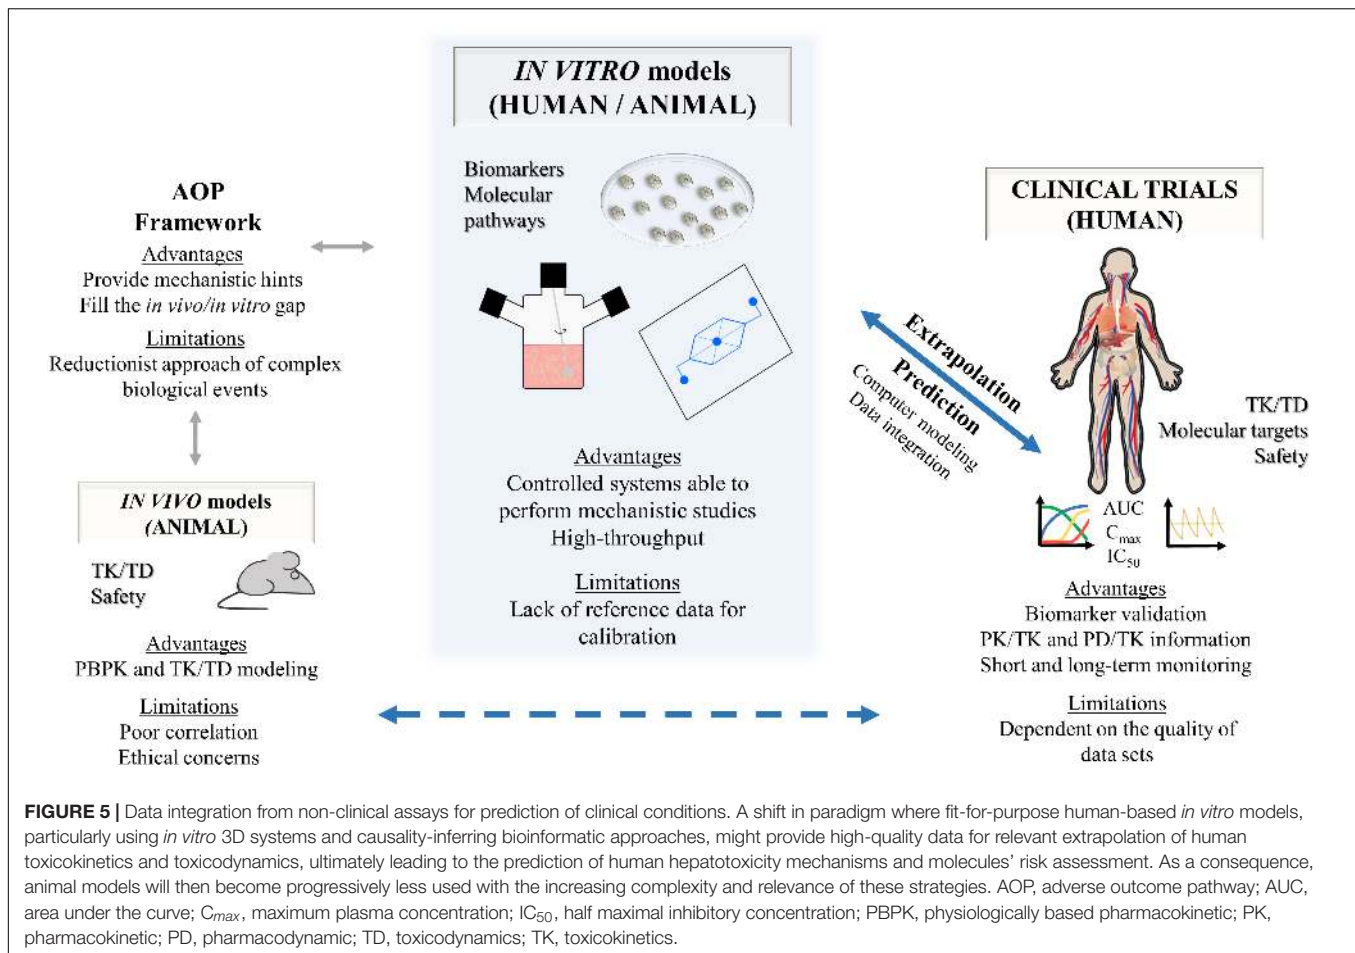 IN VITRO models
(HUMAN / ANIMAL)
Biomarkers
Molecular
pathways
Advantages
Controlled systems able to
perform mechanistic studies
High-throughput
Limitations
Lack of reference data for
calibration
AOP
Framework
Advantages
Provide mechanistic hints
Fill the in vivo/in vitro gap
Limitations
Reductionist approach of complex
biological events
IN VIVO models
(ANIMAL)
TK/TD
Safety
Advantages
PBPK and TK/TD modeling
Limitations
Poor correlation
Ethical concerns
Extrapolation
Prediction
Computer modeling
Data integration
CLINICAL TRIALS
(HUMAN)
TK/TD
Molecular targets
Safety
AUC
Cmax
IC50
Advantages
Biomarker validation
PK/TK and PD/TK information
Short and long-term monitoring
Limitations
Dependent on the quality of
data sets
FIGURE 5 | Data integration from non-clinical assays for prediction of clinical conditions. A shift in paradigm where fit-for-purpose human-based in vitro models,
particularly using in vitro 3D systems and causality-inferring bioinformatic approaches, might provide high-quality data for relevant extrapolation of human
toxicokinetics and toxicodynamics, ultimately leading to the prediction of human hepatotoxicity mechanisms and molecules' risk assessment. As a consequence,
animal models will then become progressively less used with the increasing complexity and relevance of these strategies. AOP, adverse outcome pathway; AUC,
area under the curve; Cmax, maximum plasma concentration; IC50, half maximal inhibitory concentration; PBPK, physiologically based pharmacokinetic; PK,
pharmacokinetic; PD, pharmacodynamic; TD, toxicodynamics; TK, toxicokinetics.